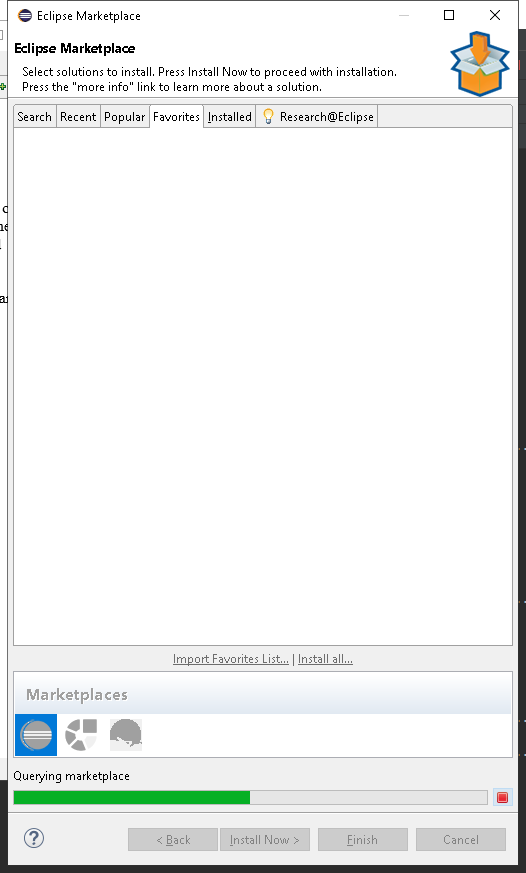 Eclipse Marketplace
Eclipse Marketplace
Select solutions to install. Press Install Now to proceed with installation.
Press the "more info" link to learn more about a solution.
Search Recent Popular Favorites Installed Research@Eclipse
Import Favorites List... | Install all...
Marketplaces
Querying marketplace
? < Back Install Now > Finish Cancel